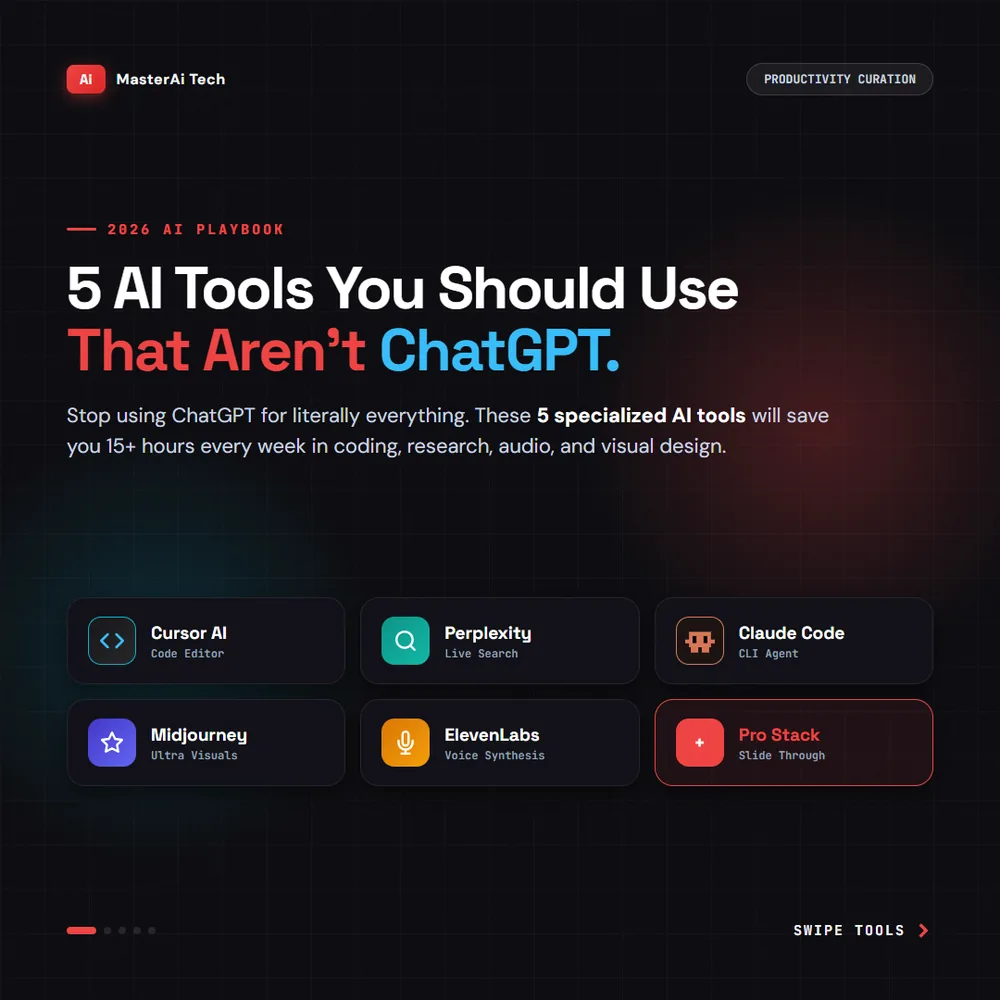 Ai MasterAi Tech
PRODUCTIVITY CURATION
2026 AI PLAYBOOK
5 AI Tools You Should Use
That Aren’t ChatGPT.
Stop using ChatGPT for literally everything. These 5 specialized AI tools will save
you 15+ hours every week in coding, research, audio, and visual design.
Cursor AI
Code Editor
Perplexity
Live Search
Claude Code
CLI Agent
Midjourney
Ultra Visuals
ElevenLabs
Voice Synthesis
Pro Stack
Slide Through
SWIPE TOOLS